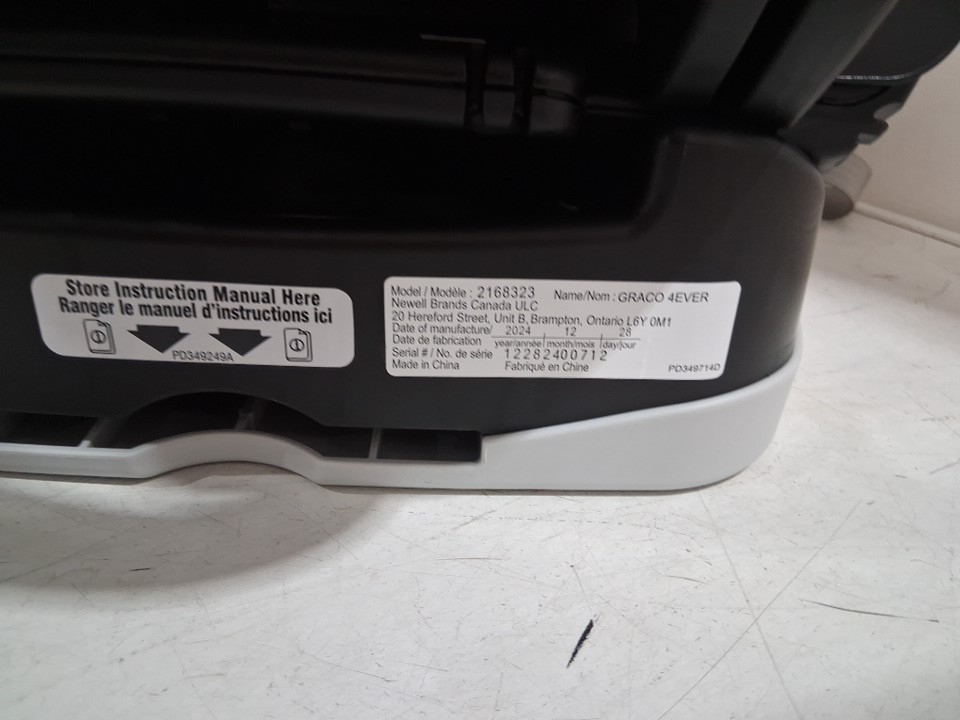 Store Instruction Manual Here
Ranger le manuel d'instructions ici
PD349249A
Model / Modèle : 2168323 Name/Nom : GRACO 4EVER
Newell Brands Canada ULC
20 Hereford Street, Unit B, Brampton, Ontario L6Y 0M1
Date of manufacture/ 2024 12 28
Date de fabrication year/année month/mois day/jour
Serial # / No. de série 12282400712
Made in China Fabriqué en Chine PD349714D